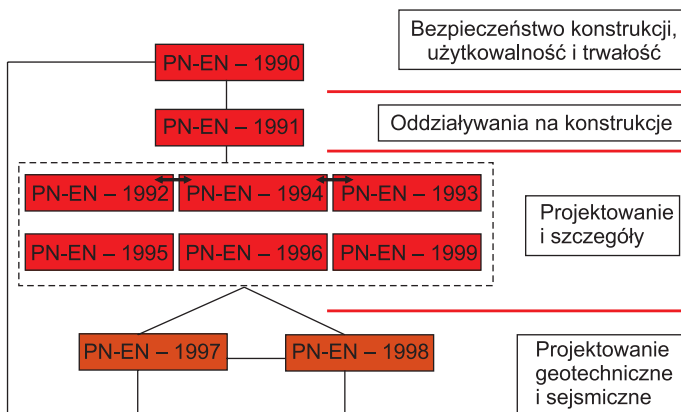 Bezpieczeństwo konstrukcji,
użytkowalność i trwałość
PN-EN – 1990
PN-EN – 1991
Oddziaływania na konstrukcje
PN-EN – 1992
PN-EN – 1994
PN-EN – 1993
PN-EN – 1995
PN-EN – 1996
PN-EN – 1999
Projektowanie
i szczegóły
PN-EN – 1997
PN-EN – 1998
Projektowanie
geotechniczne
i sejsmiczne